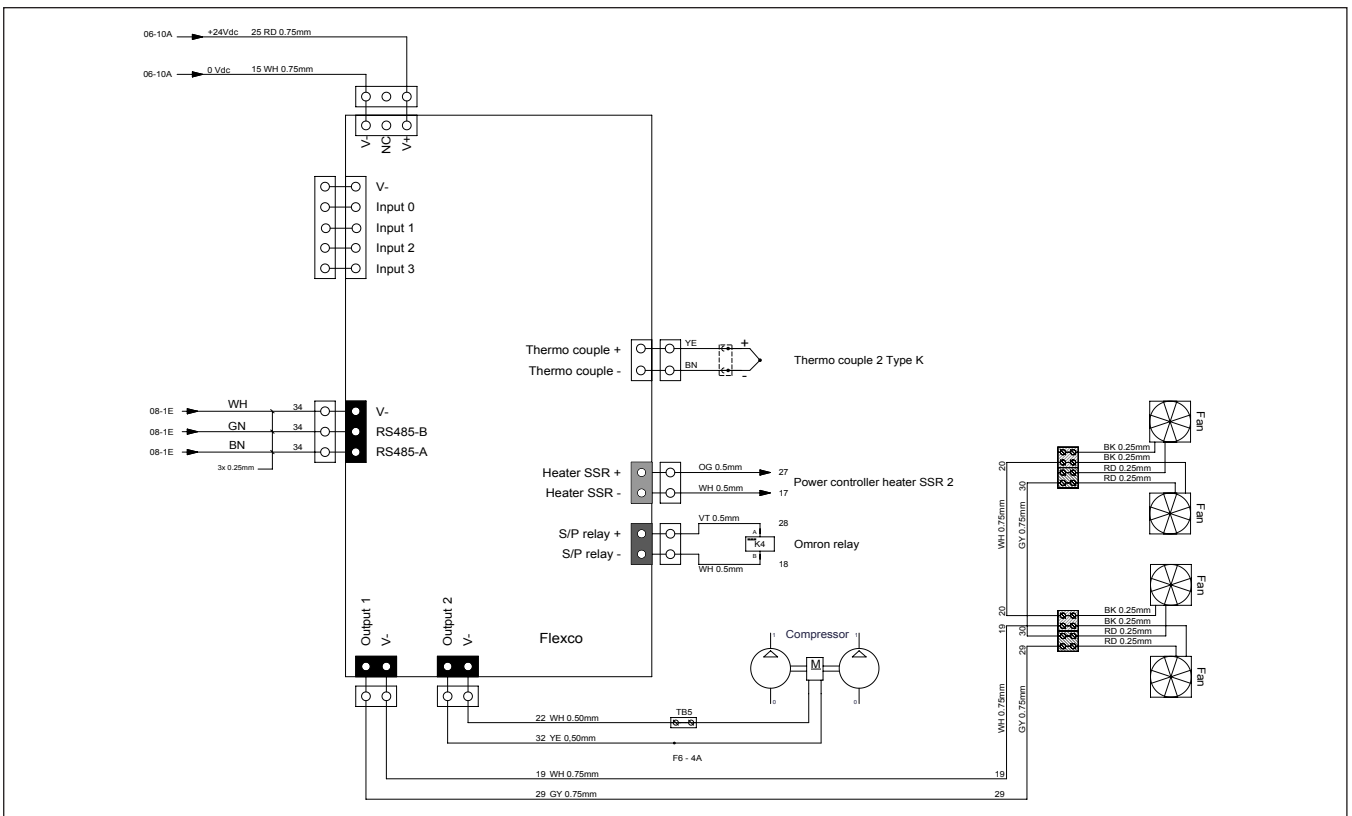 06-10A +24Vdc 25 RD 0.75mm
06-10A 0 Vdc 15 WH 0.75mm
V-
NC
V+
V-
Input 0
Input 1
Input 2
Input 3
Thermo couple + YE +
Thermo couple - BN -
Thermo couple 2 Type K
08-1E WH 34 V-
08-1E GN 34 RS485-B
08-1E BN 34 RS485-A
3x 0.25mm
Heater SSR + OG 0.5mm 27
Heater SSR - WH 0.5mm 17
Power controller heater SSR 2
S/P relay + VT 0.5mm 28
A
K4
B
Omron relay
S/P relay - WH 0.5mm 18
Output 1
V-
Output 2
V-
Flexco
1 Compressor 1
M
0 0
22 WH 0.50mm TB5
32 YE 0,50mm
F6 - 4A
19 WH 0.75mm 19
29 GY 0.75mm 29
BK 0.25mm
BK 0.25mm
RD 0.25mm
RD 0.25mm
Fan
Fan
20
30
WH 0.75mm
GY 0.75mm
20
19
30
29
BK 0.25mm
BK 0.25mm
RD 0.25mm
RD 0.25mm
Fan
Fan
WH 0.75mm
GY 0.75mm